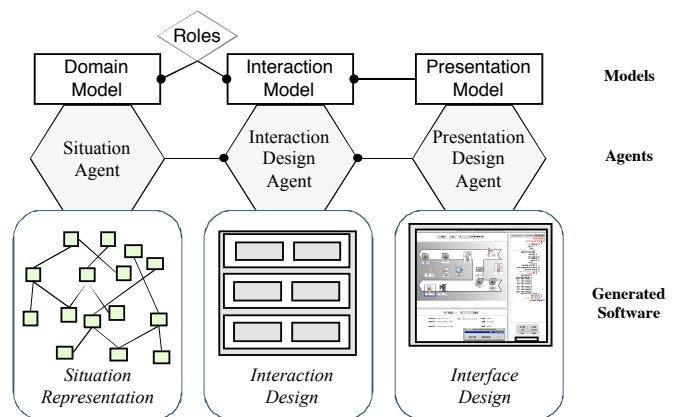 Roles
Domain
Model
Interaction
Model
Presentation
Model
Models
Situation
Agent
Interaction
Design
Agent
Presentation
Design
Agent
Agents
Generated
Software
Situation
Representation
Interaction
Design
Interface
Design